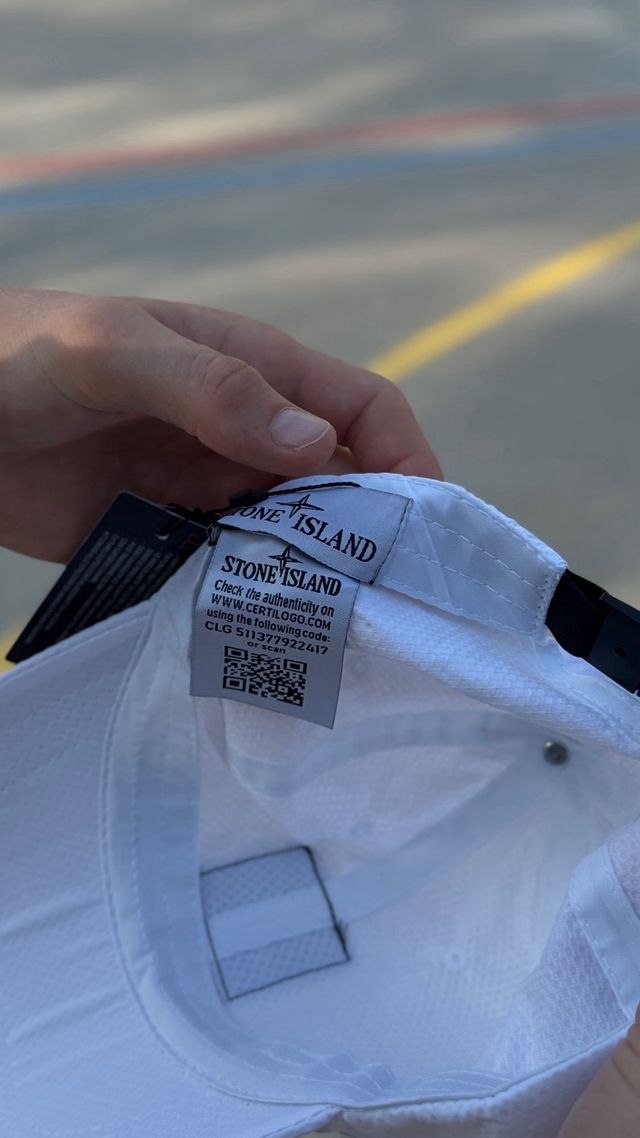 STONE ISLAND
STONE ISLAND
Check the authenticity on
WWW.CERTILOGO.COM
using the following code:
CLG 511377922417
or scan